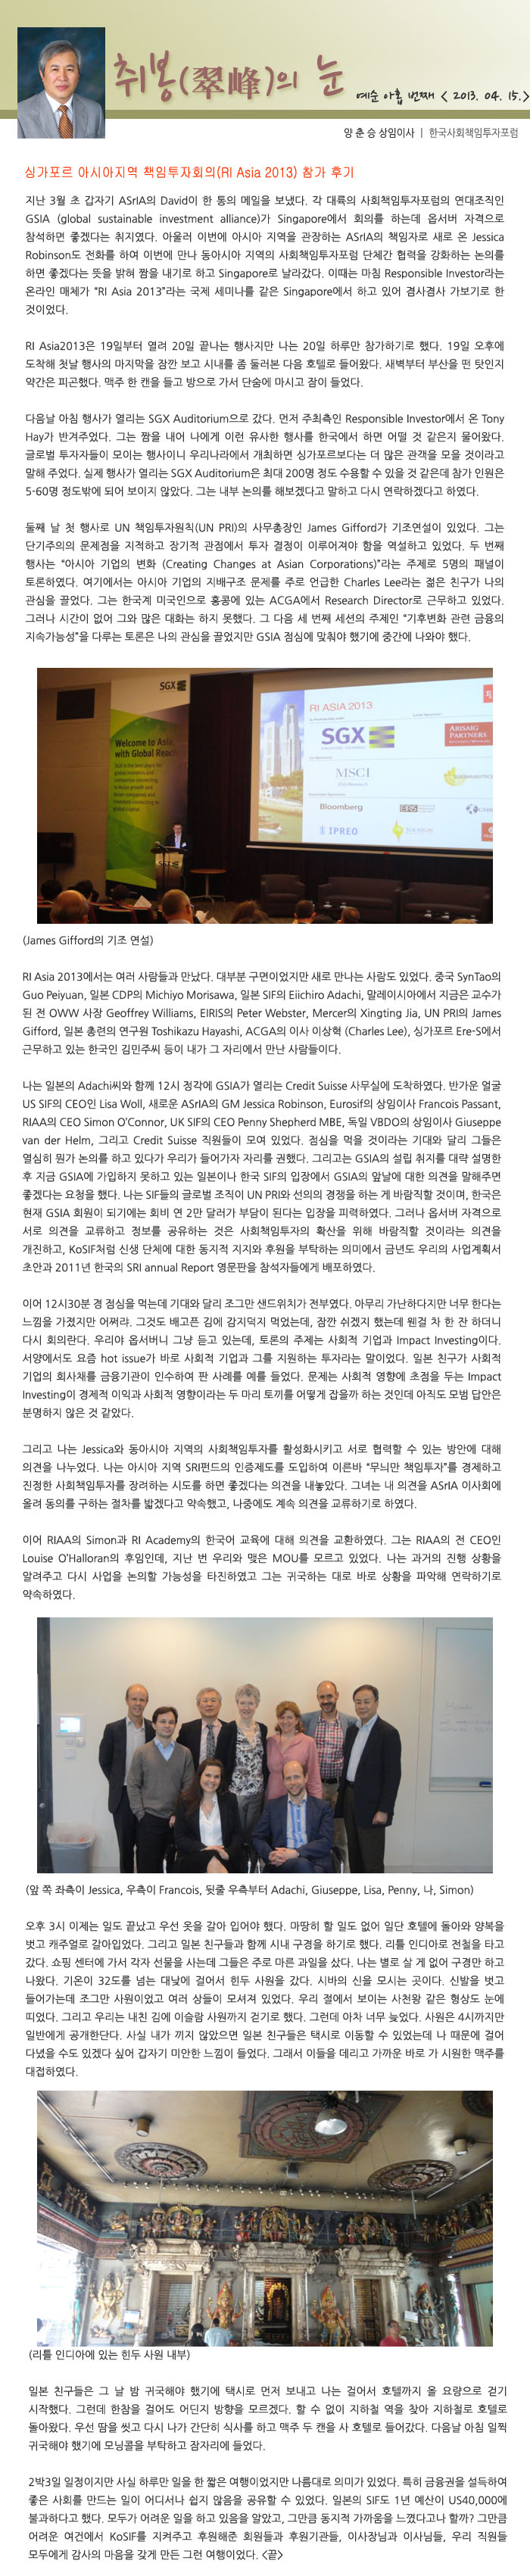 취봉(翠峰)의 눈
예순 아홉 번째 < 2013. 04. 15.>
양 춘 승 상임이사 | 한국사회책임투자포럼
싱가포르 아시아지역 책임투자회의(RI Asia 2013) 참가 후기
지난 3월 초 갑자기 ASrIA의 David이 한 통의 메일을 보냈다. 각 대륙의 사회책임투자포럼의 연대조직인
GSIA (global sustainable investment alliance)가 Singapore에서 회의를 하는데 옵서버 자격으로
참석하면 좋겠다는 취지였다. 아울러 이번에 아시아 지역을 관장하는 ASrIA의 책임자로 새로 온 Jessica
Robinson도 전화를 하여 이번에 만나 동아시아 지역의 사회책임투자포럼 단체간 협력을 강화하는 논의를
하면 좋겠다는 뜻을 밝혀 짬을 내기로 하고 Singapore로 날라갔다. 이때는 마침 Responsible Investor라는
온라인 매체가 “RI Asia 2013”라는 국제 세미나를 같은 Singapore에서 하고 있어 겸사겸사 가보기로 한
것이었다.
RI Asia2013은 19일부터 열려 20일 끝나는 행사지만 나는 20일 하루만 참가하기로 했다. 19일 오후에
도착해 첫날 행사의 마지막을 잠깐 보고 시내를 좀 둘러본 다음 호텔로 들어왔다. 새벽부터 부산을 떤 탓인지
약간은 피곤했다. 맥주 한 캔을 들고 방으로 가서 단숨에 마시고 잠이 들었다.
다음날 아침 행사가 열리는 SGX Auditorium으로 갔다. 먼저 주최측인 Responsible Investor에서 온 Tony
Hay가 반겨주었다. 그는 짬을 내어 나에게 이런 유사한 행사를 한국에서 하면 어떨 것 같은지 물어왔다.
글로벌 투자자들이 모이는 행사이니 우리나라에서 개최하면 싱가포르보다는 더 많은 관객을 모을 것이라고
말해 주었다. 실제 행사가 열리는 SGX Auditorium은 최대 200명 정도 수용할 수 있을 것 같은데 참가 인원은
5-60명 정도밖에 되어 보이지 않았다. 그는 내부 논의를 해보겠다고 말하고 다시 연락하겠다고 하였다.
둘째 날 첫 행사로 UN 책임투자원칙(UN PRI)의 사무총장인 James Gifford가 기조연설이 있었다. 그는
단기주의의 문제점을 지적하고 장기적 관점에서 투자 결정이 이루어져야 함을 역설하고 있었다. 두 번째
행사는 “아시아 기업의 변화 (Creating Changes at Asian Corporations)”라는 주제로 5명의 패널이
토론하였다. 여기에서는 아시아 기업의 지배구조 문제를 주로 언급한 Charles Lee라는 젊은 친구가 나의
관심을 끌었다. 그는 한국계 미국인으로 홍콩에 있는 ACGA에서 Research Director로 근무하고 있었다.
그러나 시간이 없어 그와 많은 대화는 하지 못했다. 그 다음 세 번째 세션의 주제인 “기후변화 관련 금융의
지속가능성”을 다루는 토론은 나의 관심을 끌었지만 GSIA 점심에 맞춰야 했기에 중간에 나와야 했다.
SGX
Welcome to Asia,
with Global Reach
RI ASIA 2013
SGX
ARISAIG
PARTNERS
MSCI
Bloomberg
IPREO
(James Gifford의 기조 연설)
RI Asia 2013에서는 여러 사람들과 만났다. 대부분 구면이었지만 새로 만나는 사람도 있었다. 중국 SynTao의
Guo Peiyuan, 일본 CDP의 Michiyo Morisawa, 일본 SIF의 Eiichiro Adachi, 말레이시아에서 지금은 교수가
된 전 OWW 사장 Geoffrey Williams, EIRIS의 Peter Webster, Mercer의 Xingting Jia, UN PRI의 James
Gifford, 일본 총련의 연구원 Toshikazu Hayashi, ACGA의 이사 이상혁 (Charles Lee), 싱가포르 Ere-S에서
근무하고 있는 한국인 김민주씨 등이 내가 그 자리에서 만난 사람들이다.
나는 일본의 Adachi씨와 함께 12시 정각에 GSIA가 열리는 Credit Suisse 사무실에 도착하였다. 반가운 얼굴
US SIF의 CEO인 Lisa Woll, 새로운 ASrIA의 GM Jessica Robinson, Eurosif의 상임이사 Francois Passant,
RIAA의 CEO Simon O’Connor, UK SIF의 CEO Penny Shepherd MBE, 독일 VBDO의 상임이사 Giuseppe
van der Helm, 그리고 Credit Suisse 직원들이 모여 있었다. 점심을 먹을 것이라는 기대와 달리 그들은
열심히 뭔가 논의를 하고 있다가 우리가 들어가자 자리를 권했다. 그리고는 GSIA의 설립 취지를 대략 설명한
후 지금 GSIA에 가입하지 못하고 있는 일본이나 한국 SIF의 입장에서 GSIA의 앞날에 대한 의견을 말해주면
좋겠다는 요청을 했다. 나는 SIF들의 글로벌 조직이 UN PRI와 선의의 경쟁을 하는 게 바람직할 것이며, 한국은
현재 GSIA 회원이 되기에는 회비 연 2만 달러가 부담이 된다는 입장을 피력하였다. 그러나 옵서버 자격으로
서로 의견을 교류하고 정보를 공유하는 것은 사회책임투자의 확산을 위해 바람직할 것이라는 의견을
개진하고, KoSIF처럼 신생 단체에 대한 동지적 지지와 후원을 부탁하는 의미에서 금년도 우리의 사업계획서
초안과 2011년 한국의 SRI annual Report 영문판을 참석자들에게 배포하였다.
이어 12시30분 경 점심을 먹는데 기대와 달리 조그만 샌드위치가 전부였다. 아무리 가난하다지만 너무 한다는
느낌을 가졌지만 어쩌랴. 그것도 배고픈 김에 감지덕지 먹었는데, 잠깐 쉬겠지 했는데 웬걸 차 한 잔 하더니
다시 회의란다. 우리야 옵서버니 그냥 듣고 있는데, 토론의 주제는 사회적 기업과 Impact Investing이다.
서양에서도 요즘 hot issue가 바로 사회적 기업과 그를 지원하는 투자라는 말이었다. 일본 친구가 사회적
기업의 회사채를 금융기관이 인수하여 판 사례를 예를 들었다. 문제는 사회적 영향에 초점을 두는 Impact
Investing이 경제적 이익과 사회적 영향이라는 두 마리 토끼를 어떻게 잡을까 하는 것인데 아직도 모범 답안은
분명하지 않은 것 같았다.
그리고 나는 Jessica와 동아시아 지역의 사회책임투자를 활성화시키고 서로 협력할 수 있는 방안에 대해
의견을 나누었다. 나는 아시아 지역 SRI펀드의 인증제도를 도입하여 이른바 “무늬만 책임투자”를 경제하고
진정한 사회책임투자를 장려하는 시도를 하면 좋겠다는 의견을 내놓았다. 그녀는 내 의견을 ASrIA 이사회에
올려 동의를 구하는 절차를 밟겠다고 약속했고, 나중에도 계속 의견을 교류하기로 하였다.
이어 RIAA의 Simon과 RI Academy의 한국어 교육에 대해 의견을 교환하였다. 그는 RIAA의 전 CEO인
Louise O’Halloran의 후임인데, 지난 번 우리와 맺은 MOU를 모르고 있었다. 나는 과거의 진행 상황을
알려주고 다시 사업을 논의할 가능성을 타진하였고 그는 귀국하는 대로 바로 상황을 파악해 연락하기로
약속하였다.
(앞 쪽 좌측이 Jessica, 우측이 Francois, 뒷줄 우측부터 Adachi, Giuseppe, Lisa, Penny, 나, Simon)
오후 3시 이제는 일도 끝났고 우선 옷을 갈아 입어야 했다. 마땅히 할 일도 없어 일단 호텔에 돌아와 양복을
벗고 캐주얼로 갈아입었다. 그리고 일본 친구들과 함께 시내 구경을 하기로 했다. 리틀 인디아로 전철을 타고
갔다. 쇼핑 센터에 가서 각자 선물을 사는데 그들은 주로 마른 과일을 샀다. 나는 별로 살 게 없어 구경만 하고
나왔다. 기온이 32도를 넘는 대낮에 걸어서 힌두 사원을 갔다. 시바의 신을 모시는 곳이다. 신발을 벗고
들어가는데 조그만 사원이었고 여러 상들이 모셔져 있었다. 우리 절에서 보이는 사천왕 같은 형상도 눈에
띠었다. 그리고 우리는 내친 김에 이슬람 사원까지 걷기로 했다. 그런데 아차 너무 늦었다. 사원은 4시까지만
일반에게 공개한단다. 사실 내가 끼지 않았으면 일본 친구들은 택시로 이동할 수 있었는데 나 때문에 걸어
다녔을 수도 있겠다 싶어 갑자기 미안한 느낌이 들었다. 그래서 이들을 데리고 가까운 바로 가 시원한 맥주를
대접하였다.
(리틀 인디아에 있는 힌두 사원 내부)
일본 친구들은 그 날 밤 귀국해야 했기에 택시로 먼저 보내고 나는 걸어서 호텔까지 올 요량으로 걷기
시작했다. 그런데 한참을 걸어도 어딘지 방향을 모르겠다. 할 수 없이 지하철 역을 찾아 지하철로 호텔로
돌아왔다. 우선 땀을 씻고 다시 나가 간단히 식사를 하고 맥주 두 캔을 사 호텔로 들어갔다. 다음날 아침 일찍
귀국해야 했기에 모닝콜을 부탁하고 잠자리에 들었다.
2박3일 일정이지만 사실 하루만 일을 한 짧은 여행이었지만 나름대로 의미가 있었다. 특히 금융권을 설득하여
좋은 사회를 만드는 일이 어디서나 쉽지 않음을 공유할 수 있었다. 일본의 SIF도 1년 예산이 US40,000에
불과하다고 했다. 모두가 어려운 일을 하고 있음을 알았고, 그만큼 동지적 가까움을 느꼈다고나 할까? 그만큼
어려운 여건에서 KoSIF를 지켜주고 후원해준 회원들과 후원기관들, 이사장님과 이사님들, 우리 직원들
모두에게 감사의 마음을 갖게 만든 그런 여행이었다. <끝>